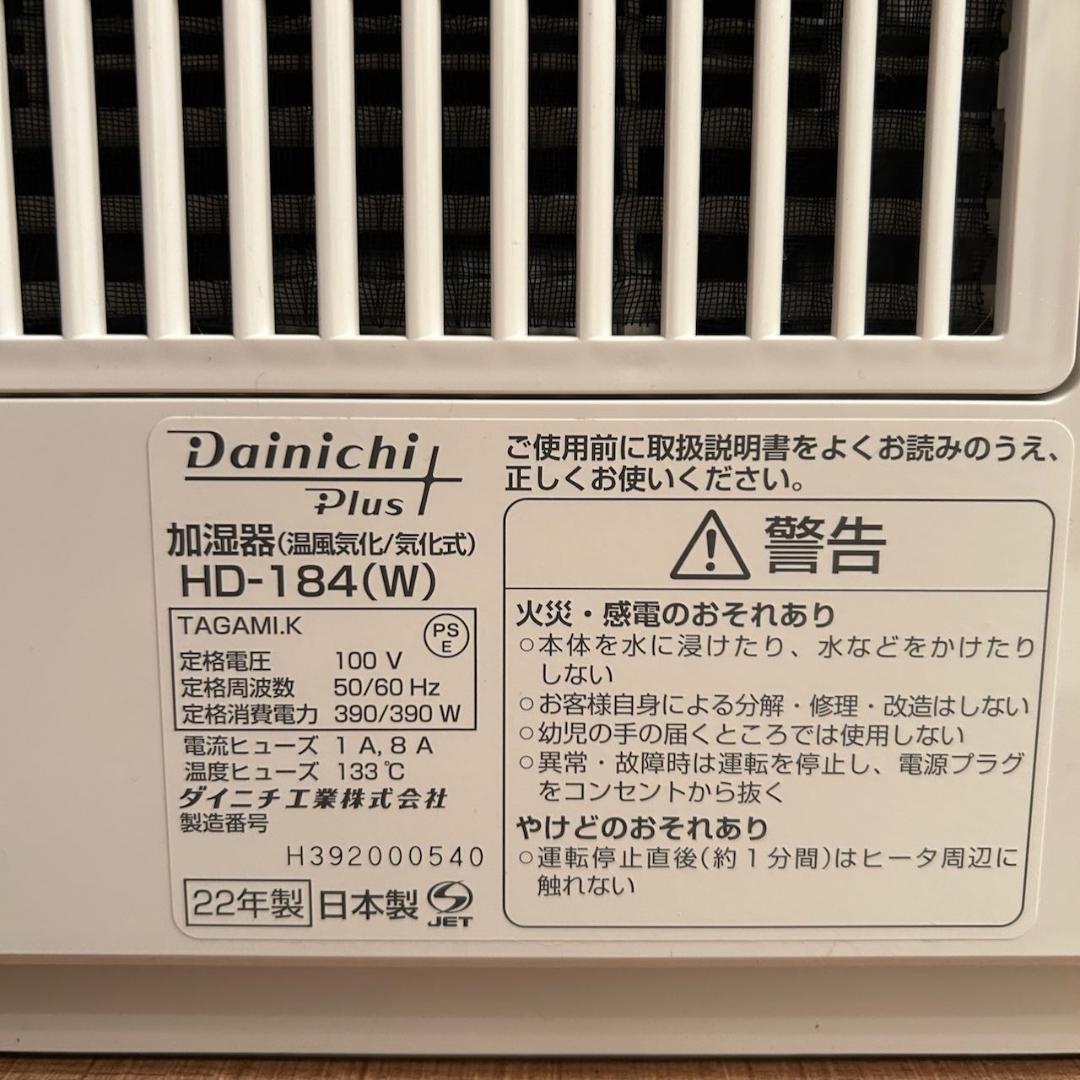 Dainichi
Plus
加湿器(温風気化/気化式)
HD-184(W)
TAGAMI.K
PS
E
定格電圧 100 V
定格周波数 50/60 Hz
定格消費電力 390/390 W
電流ヒューズ 1 A, 8 A
温度ヒューズ 133℃
ダイニチ工業株式会社
製造番号
H392000540
22年製 日本製
JET
ご使用前に取扱説明書をよくお読みのうえ、
正しくお使いください。
警告
火災・感電のおそれあり
○本体を水に浸けたり、水などをかけたり
しない
○お客様自身による分解・修理・改造はしない
○幼児の手の届くところでは使用しない
○異常・故障時は運転を停止し、電源プラグ
をコンセントから抜く
やけどのおそれあり
○運転停止直後(約1分間)はヒータ周辺に
触れない